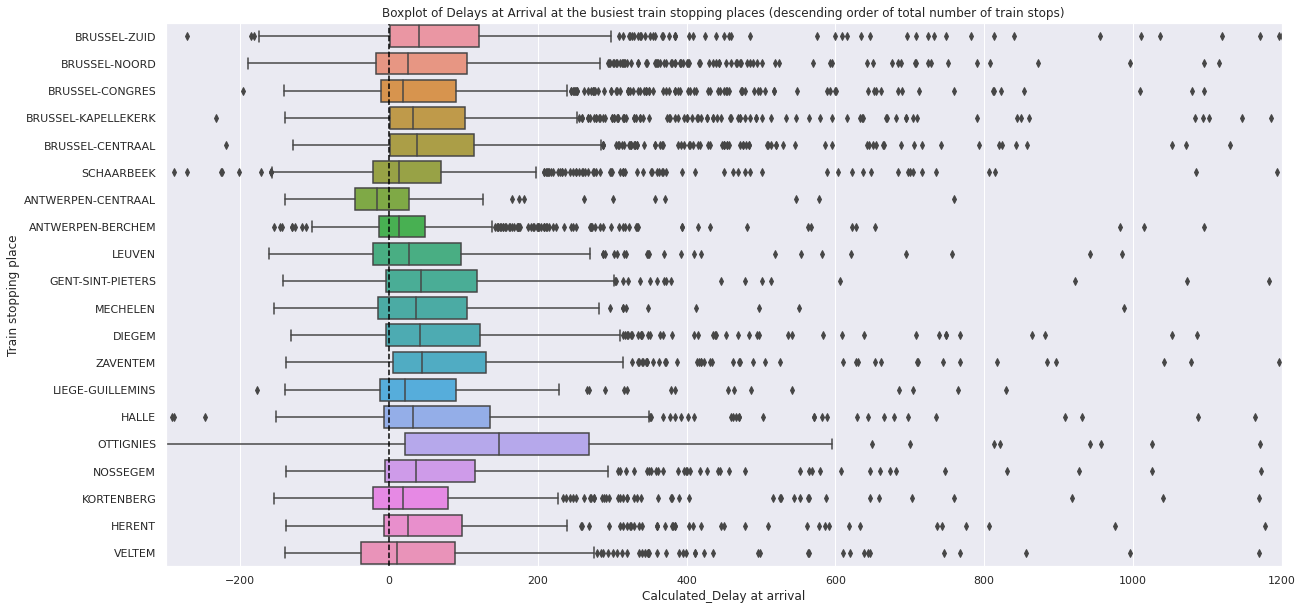 Boxplot of Delays at Arrival at the busiest train stopping places (descending order of total number of train stops)
Train stopping place
BRUSSEL-ZUID
BRUSSEL-NOORD
BRUSSEL-CONGRES
BRUSSEL-KAPELLEKERK
BRUSSEL-CENTRAAL
SCHAARBEEK
ANTWERPEN-CENTRAAL
ANTWERPEN-BERCHEM
LEUVEN
GENT-SINT-PIETERS
MECHELEN
DIEGEM
ZAVENTEM
LIEGE-GUILLEMINS
HALLE
OTTIGNIES
NOSSEGEM
KORTENBERG
HERENT
VELTEM
−200 0 200 400 600 800 1000 1200
Calculated_Delay at arrival